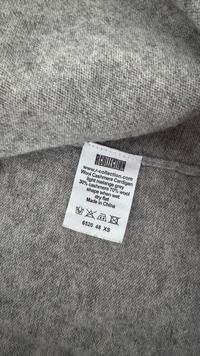 R-COLLECTION
www.r-collection.com
Wool Cashmere Cardigan
light melange grey
30% cashmere 70% wool
shape when wet
dry flat
Made in China
6520 48 XS